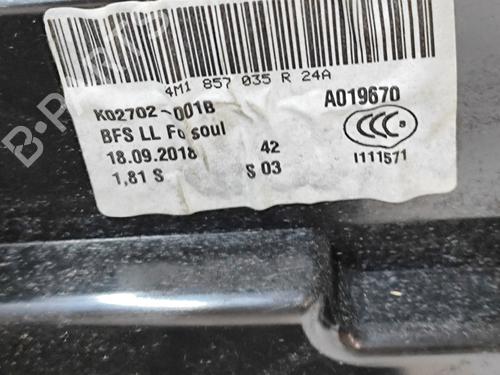 4M1 857 035 R 24A
K02702-001B
A019670
BFS LL Fo soul
18.09.2018
42
1,81 S
S 03
CCC
I111571